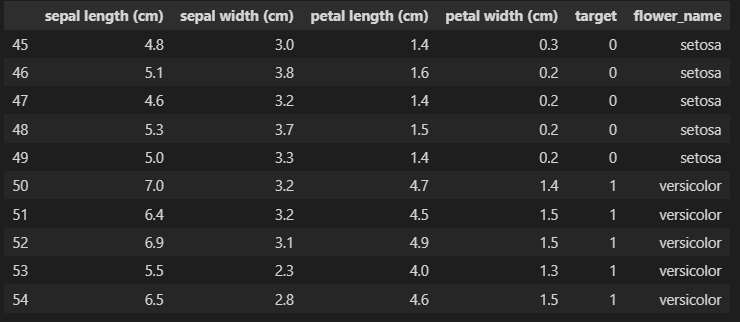 sepal length (cm) sepal width (cm) petal length (cm) petal width (cm) target flower_name
45 4.8 3.0 1.4 0.3 0 setosa
46 5.1 3.8 1.6 0.2 0 setosa
47 4.6 3.2 1.4 0.2 0 setosa
48 5.3 3.7 1.5 0.2 0 setosa
49 5.0 3.3 1.4 0.2 0 setosa
50 7.0 3.2 4.7 1.4 1 versicolor
51 6.4 3.2 4.5 1.5 1 versicolor
52 6.9 3.1 4.9 1.5 1 versicolor
53 5.5 2.3 4.0 1.3 1 versicolor
54 6.5 2.8 4.6 1.5 1 versicolor